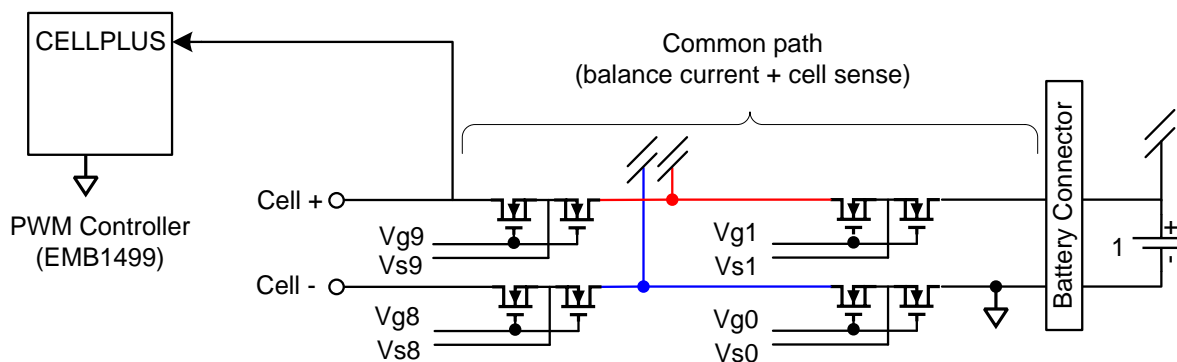 CELLPLUS
PWM Controller
(EMB1499)
Common path
(balance current + cell sense)
Cell +
Vg9
Vs9
Vg1
Vs1
Cell -
Vg8
Vs8
Vg0
Vs0
Battery Connector
1
+
-